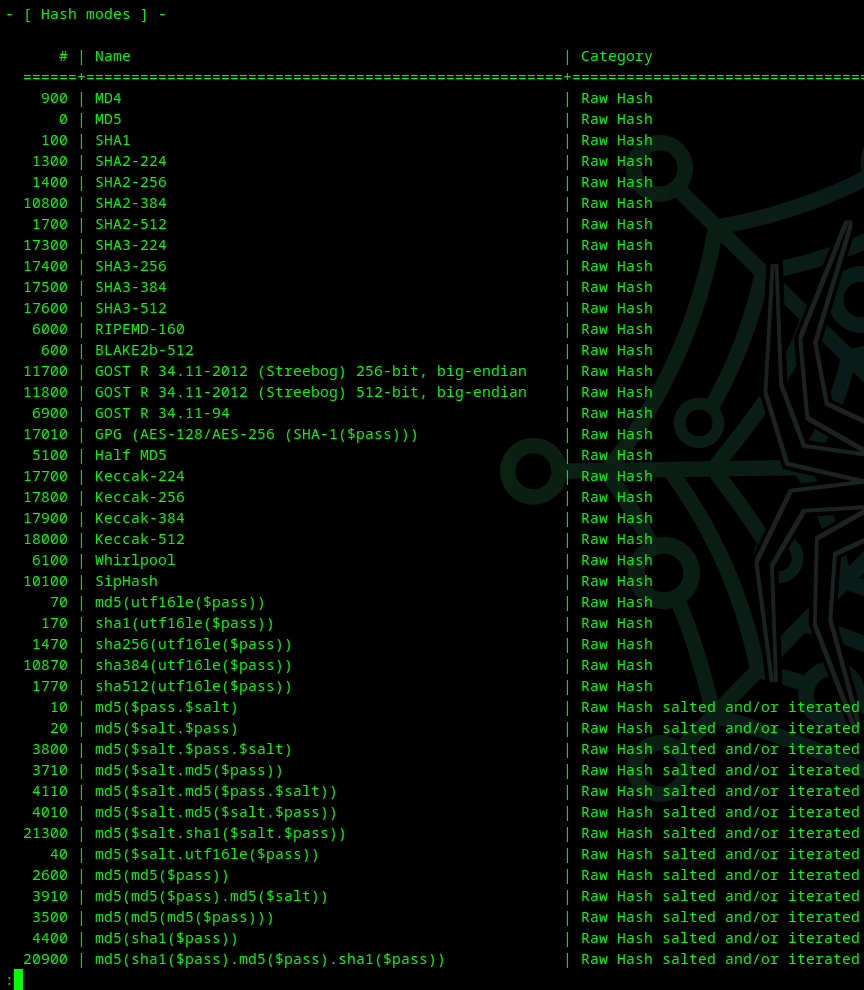 - [ Hash modes ] -
# | Name | Category
======+=====================================================+================================
900 | MD4 | Raw Hash
0 | MD5 | Raw Hash
100 | SHA1 | Raw Hash
1300 | SHA2-224 | Raw Hash
1400 | SHA2-256 | Raw Hash
10800 | SHA2-384 | Raw Hash
1700 | SHA2-512 | Raw Hash
17300 | SHA3-224 | Raw Hash
17400 | SHA3-256 | Raw Hash
17500 | SHA3-384 | Raw Hash
17600 | SHA3-512 | Raw Hash
6000 | RIPEMD-160 | Raw Hash
600 | BLAKE2b-512 | Raw Hash
11700 | GOST R 34.11-2012 (Streebog) 256-bit, big-endian | Raw Hash
11800 | GOST R 34.11-2012 (Streebog) 512-bit, big-endian | Raw Hash
6900 | GOST R 34.11-94 | Raw Hash
17010 | GPG (AES-128/AES-256 (SHA-1($pass))) | Raw Hash
5100 | Half MD5 | Raw Hash
17700 | Keccak-224 | Raw Hash
17800 | Keccak-256 | Raw Hash
17900 | Keccak-384 | Raw Hash
18000 | Keccak-512 | Raw Hash
6100 | Whirlpool | Raw Hash
10100 | SipHash | Raw Hash
70 | md5(utf16le($pass)) | Raw Hash
170 | sha1(utf16le($pass)) | Raw Hash
1470 | sha256(utf16le($pass)) | Raw Hash
10870 | sha384(utf16le($pass)) | Raw Hash
1770 | sha512(utf16le($pass)) | Raw Hash
10 | md5($pass.$salt) | Raw Hash salted and/or iterated
20 | md5($salt.$pass) | Raw Hash salted and/or iterated
3800 | md5($salt.$pass.$salt) | Raw Hash salted and/or iterated
3710 | md5($salt.md5($pass)) | Raw Hash salted and/or iterated
4110 | md5($salt.md5($pass.$salt)) | Raw Hash salted and/or iterated
4010 | md5($salt.md5($salt.$pass)) | Raw Hash salted and/or iterated
21300 | md5($salt.sha1($salt.$pass)) | Raw Hash salted and/or iterated
40 | md5($salt.utf16le($pass)) | Raw Hash salted and/or iterated
2600 | md5(md5($pass)) | Raw Hash salted and/or iterated
3910 | md5(md5($pass).md5($salt)) | Raw Hash salted and/or iterated
3500 | md5(md5(md5($pass))) | Raw Hash salted and/or iterated
4400 | md5(sha1($pass)) | Raw Hash salted and/or iterated
20900 | md5(sha1($pass).md5($pass).sha1($pass)) | Raw Hash salted and/or iterated
: